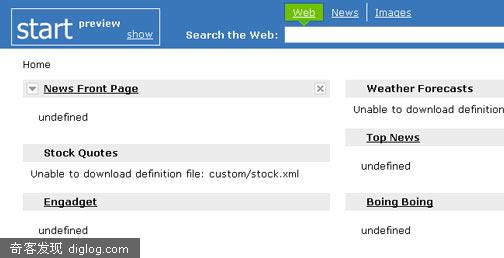 start preview
show
Web News Images
Search the Web:
Home
News Front Page
undefined
Stock Quotes
Unable to download definition file: custom/stock.xml
Engadget
undefined
Weather Forecasts
Unable to download definition
Top News
undefined
Boing Boing
undefined
奇客发现 diglog.com